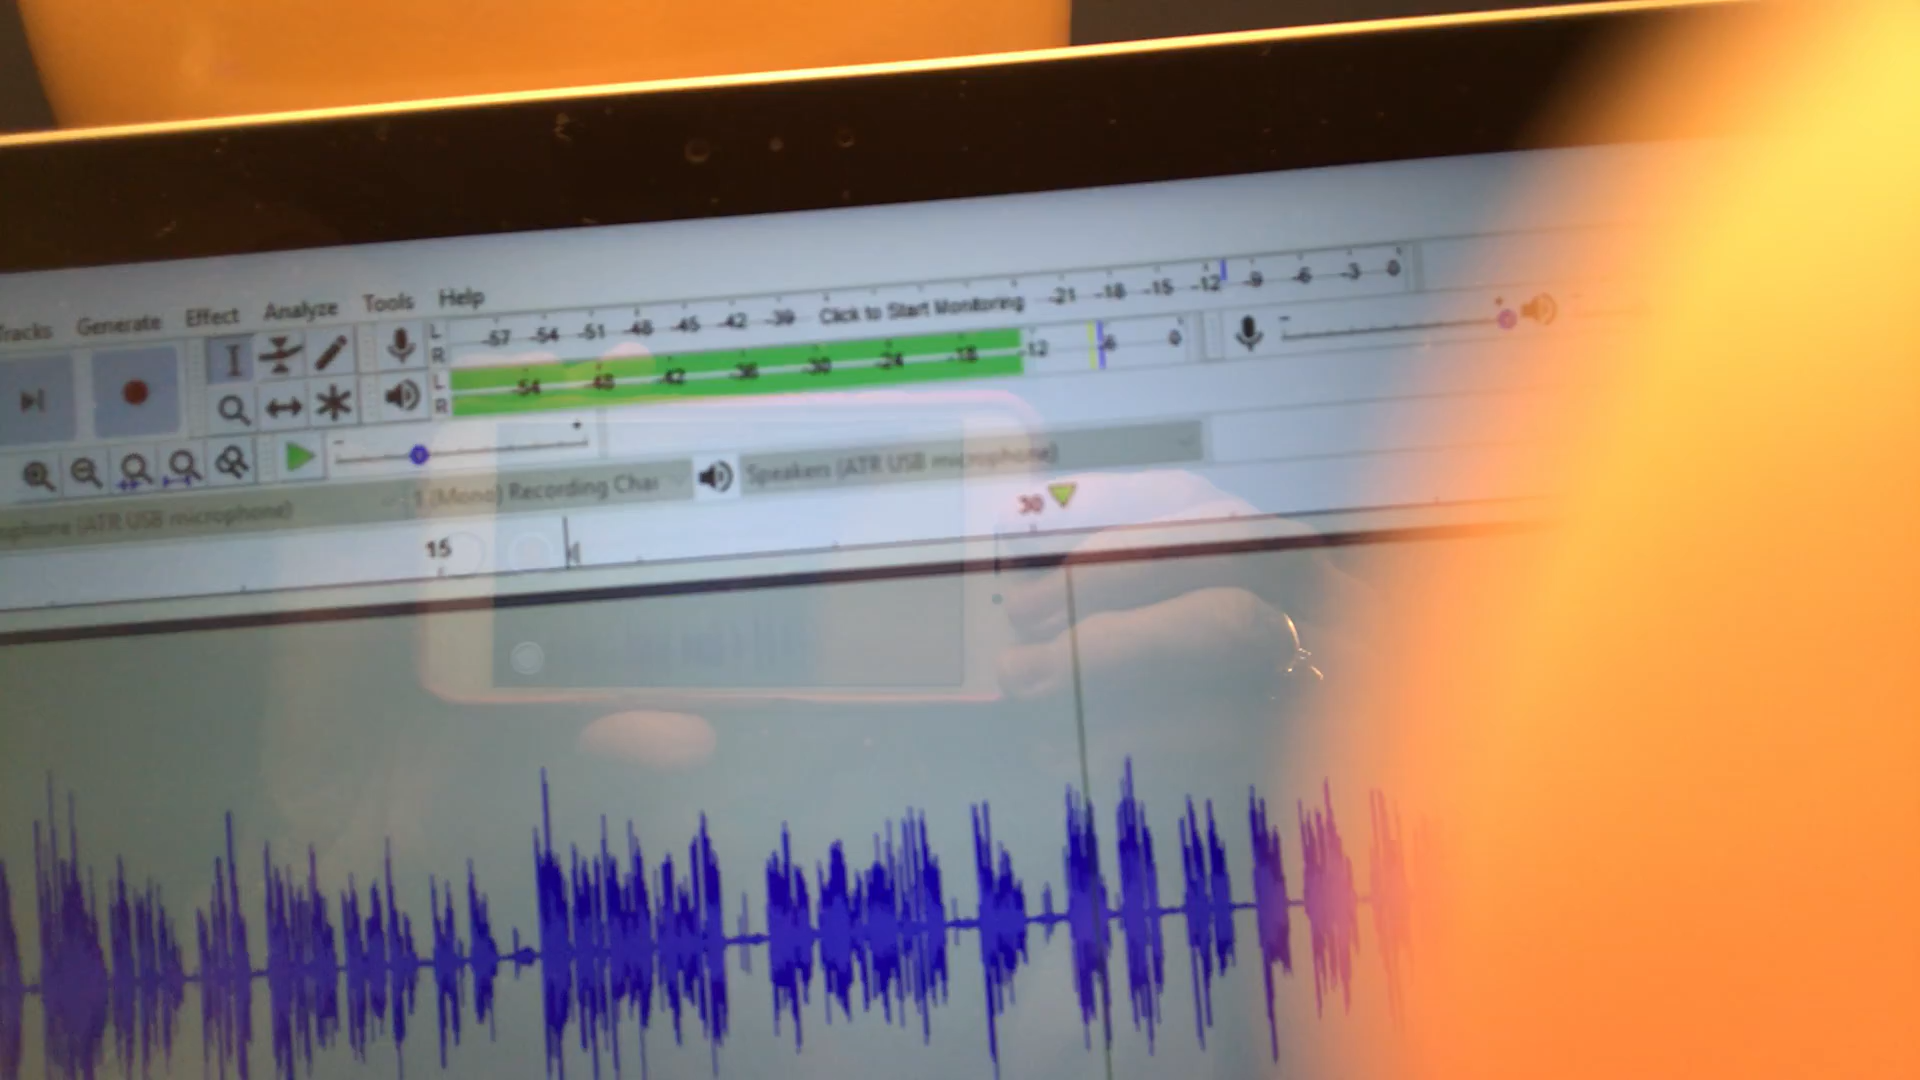 Tracks Generate Effect Analyze Tools Help
L
R
-57 -54 -51 -48 -45 -42 -39 Click to Start Monitoring -21 -18 -15 -12 -9 -6 -3 0
L
R
-54 -48 -42 -36 -30 -24 -18 -12 -6 0
- +
microphone (ATR USB microphone) 1 (Mono) Recording Chai Speakers (ATR USB microphone)
15 30